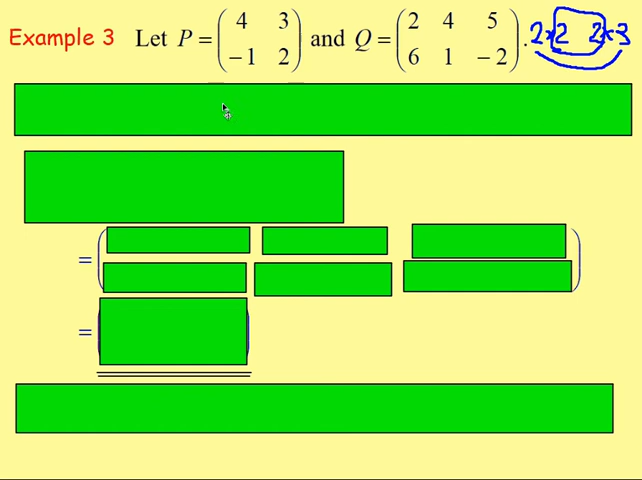 Example 3 Let P = ( 4 3 ) and Q = ( 2 4 5 ) . 2×2 2×3
( −1 2 ) ( 6 1 −2 )
= ( )
= ( )